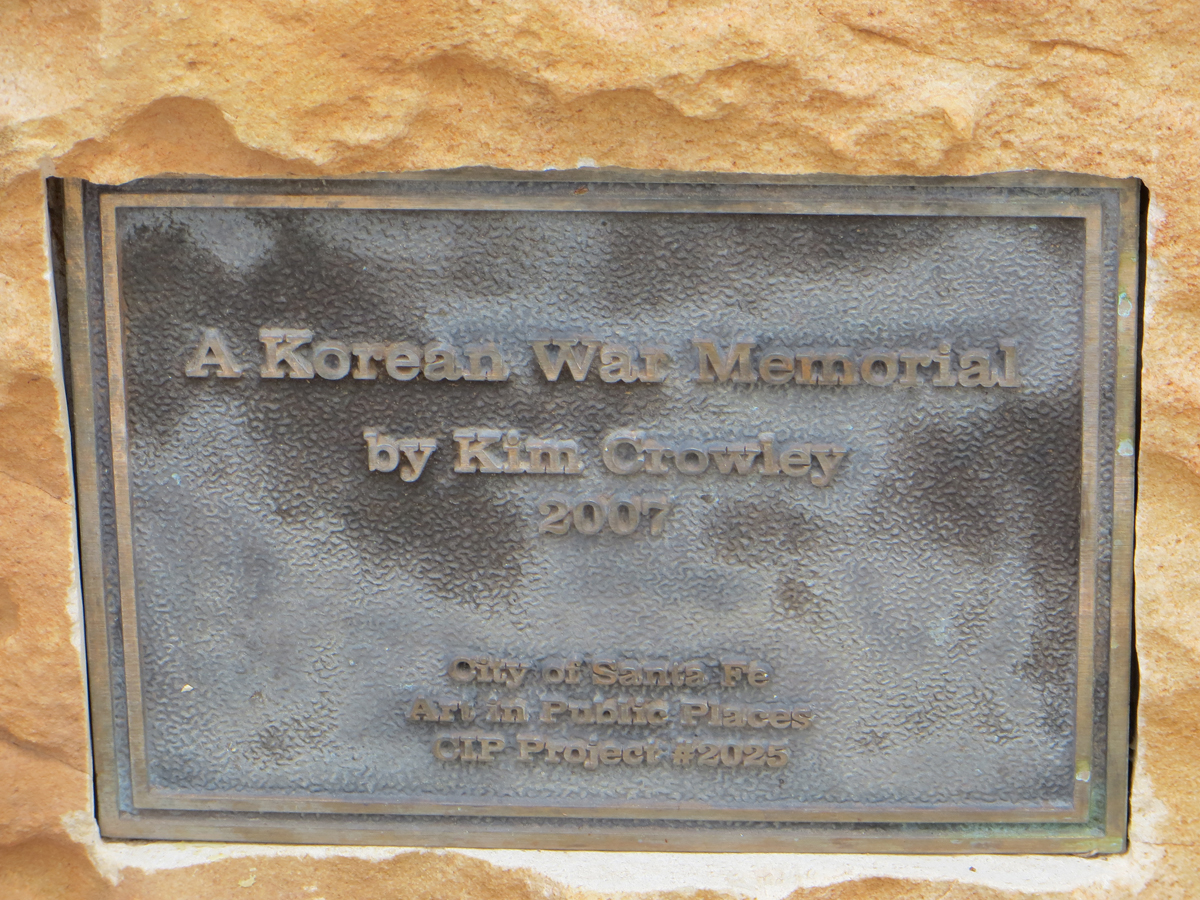 A Korean War Memorial
by Kim Crowley
2007
City of Santa Fe
Art in Public Places
CIP Project #2025